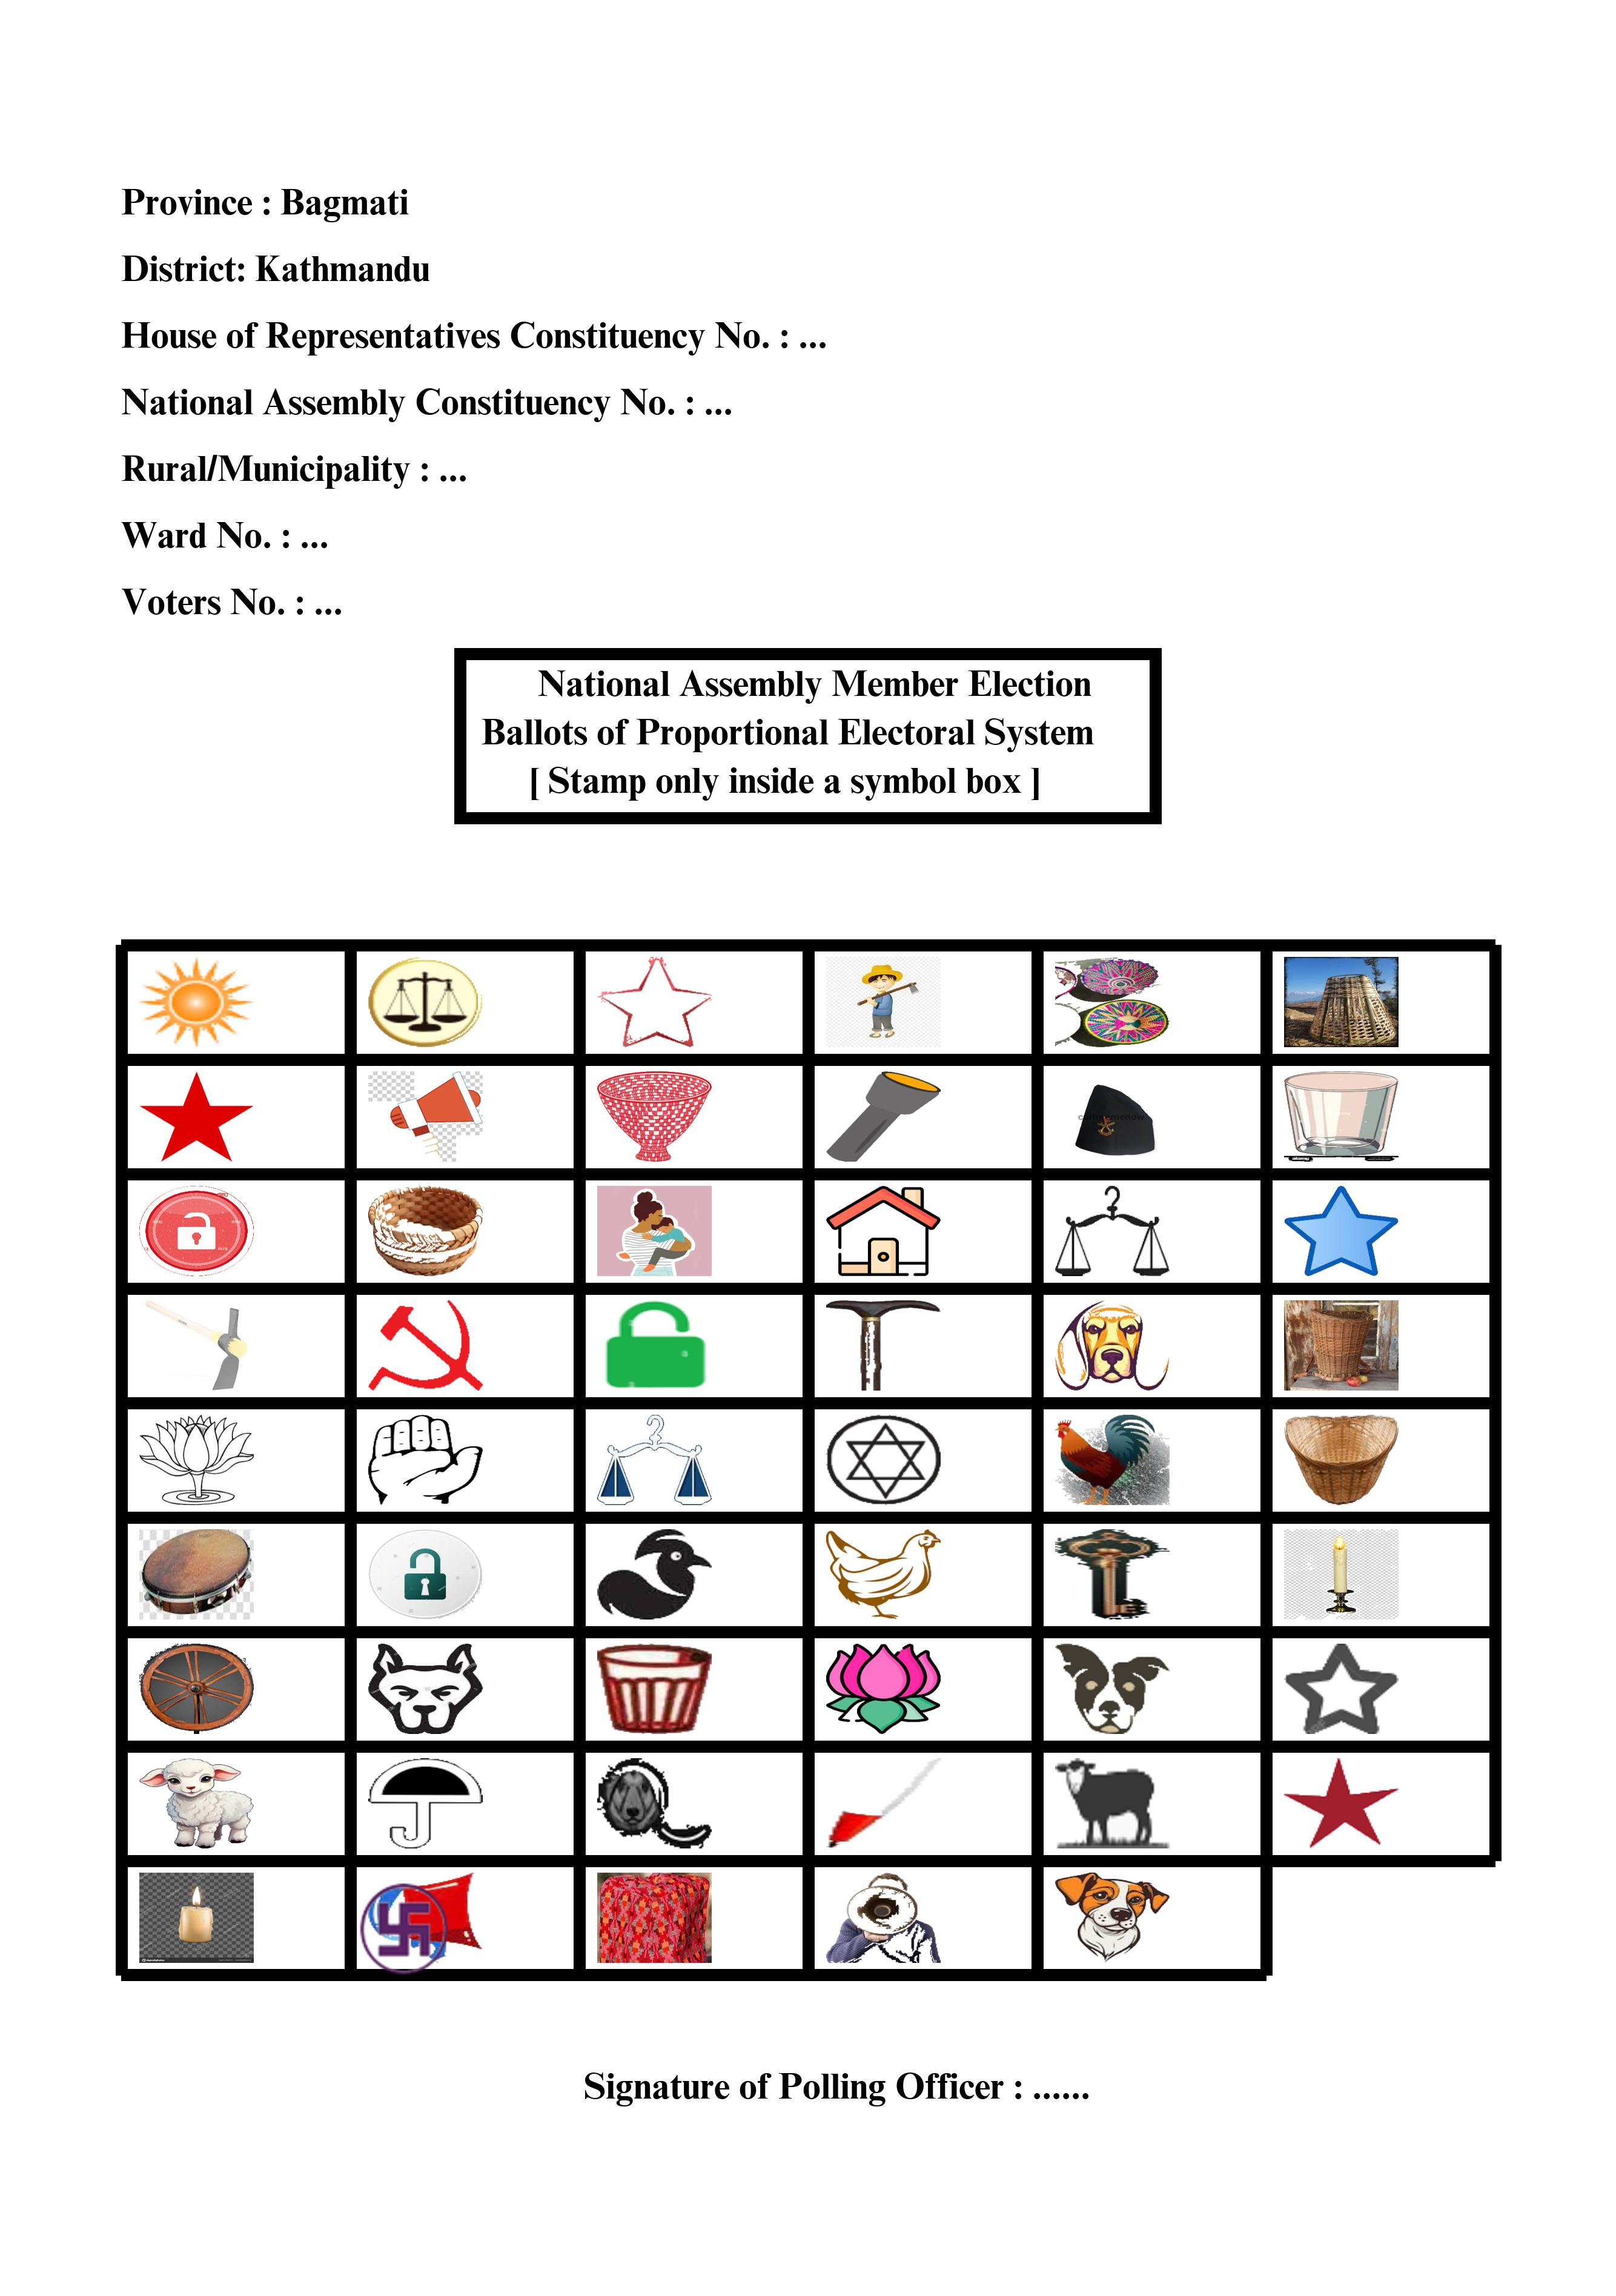 Province : Bagmati
District: Kathmandu
House of Representatives Constituency No. : ...
National Assembly Constituency No. : ...
Rural/Municipality : ...
Ward No. : ...
Voters No. : ...
National Assembly Member Election
Ballots of Proportional Electoral System
[ Stamp only inside a symbol box ]
Signature of Polling Officer : ......